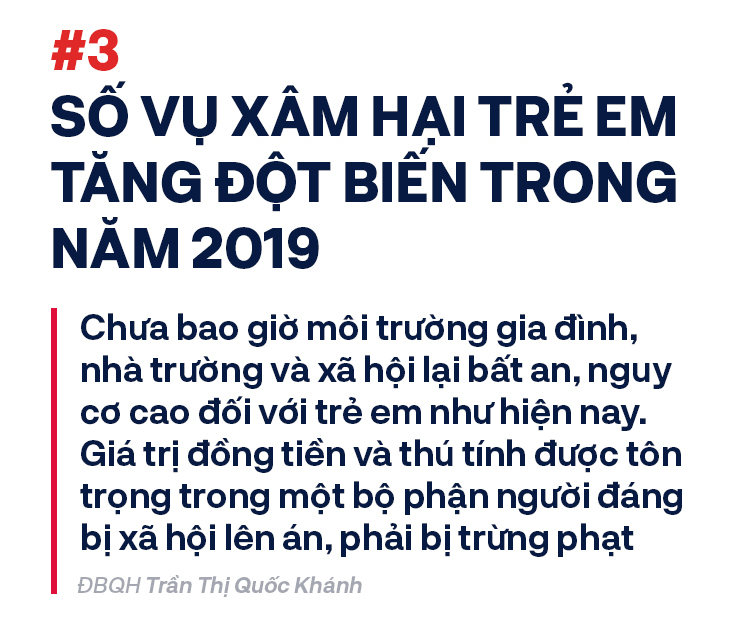 #3
SỐ VỤ XÂM HẠI TRẺ EM
TĂNG ĐỘT BIẾN TRONG
NĂM 2019
Chưa bao giờ môi trường gia đình,
nhà trường và xã hội lại bất an, nguy
cơ cao đối với trẻ em như hiện nay.
Giá trị đồng tiền và thú tính được tôn
trọng trong một bộ phận người đáng
bị xã hội lên án, phải bị trừng phạt
ĐBQH Trần Thị Quốc Khánh